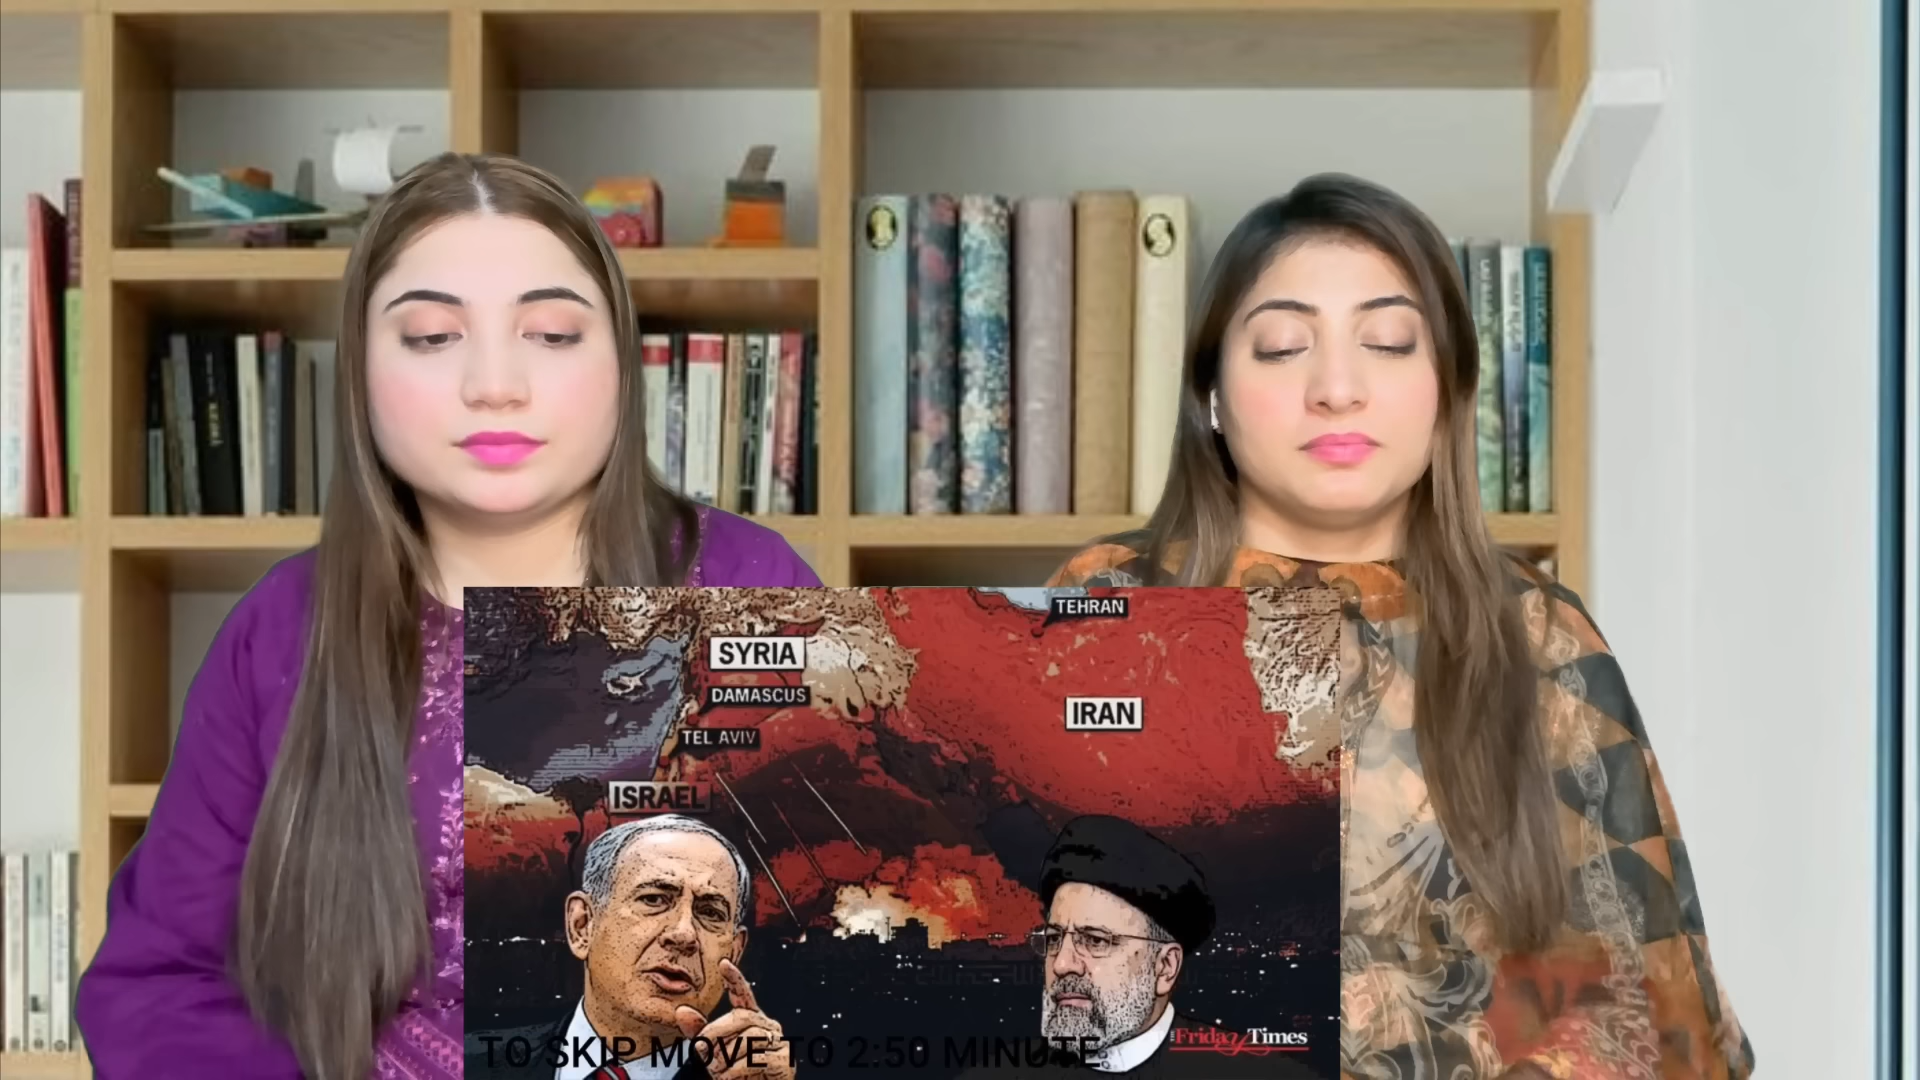 TEHRAN
SYRIA
DAMASCUS
IRAN
TEL AVIV
ISRAEL
THE Friday Times
TO SKIP MOVE TO 2:50 MINUTE